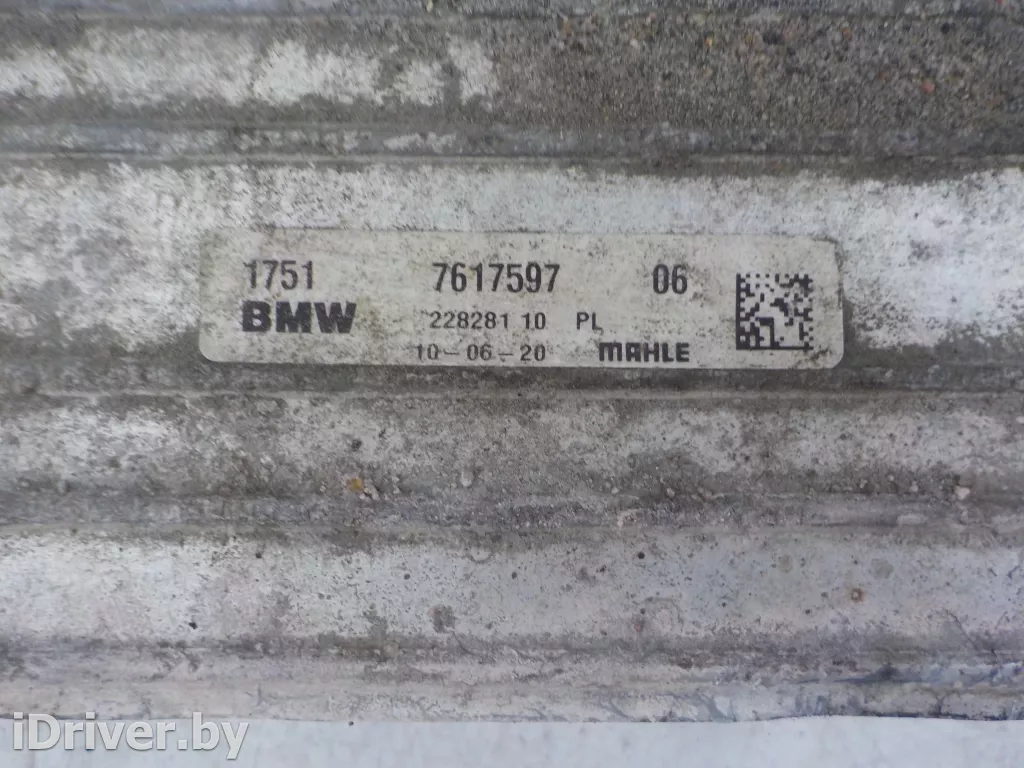 1751 7617597 06
BMW 228281 10 PL
10-06-20 MAHLE
iDriver.by